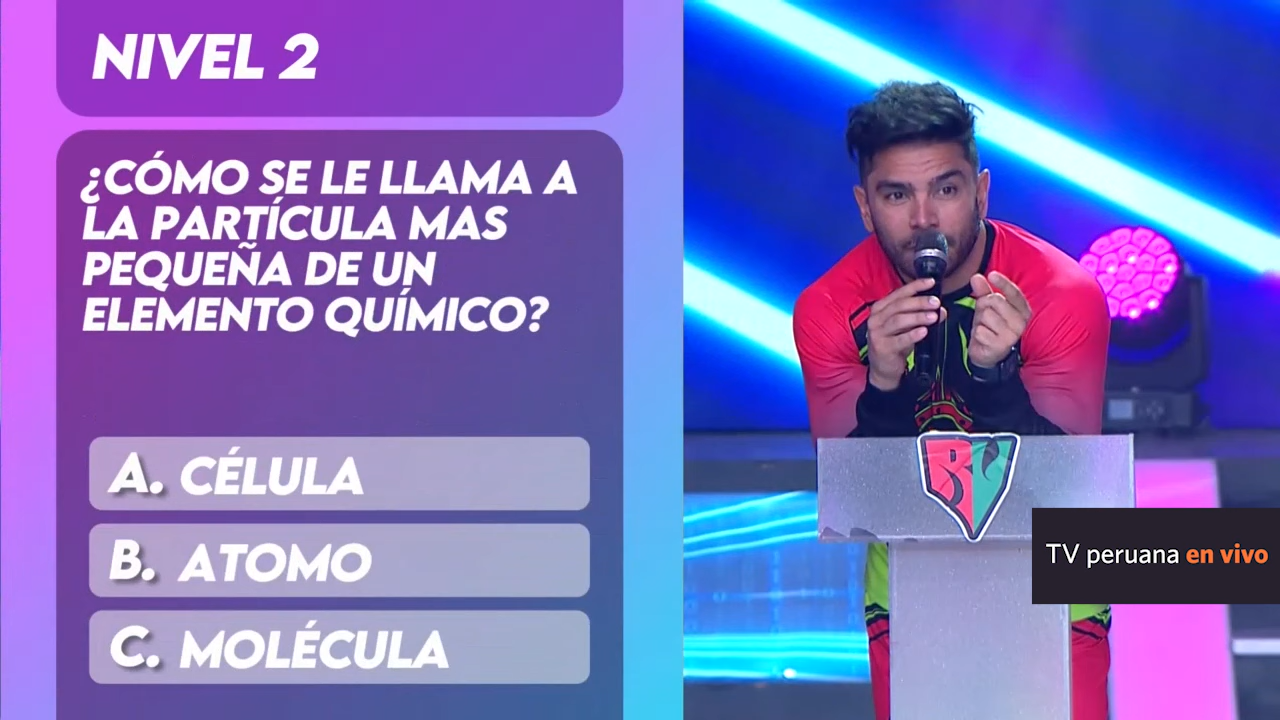 NIVEL 2
¿CÓMO SE LE LLAMA A
LA PARTÍCULA MAS
PEQUEÑA DE UN
ELEMENTO QUÍMICO?
A. CÉLULA
B. ATOMO
C. MOLÉCULA
RV
TV peruana en vivo